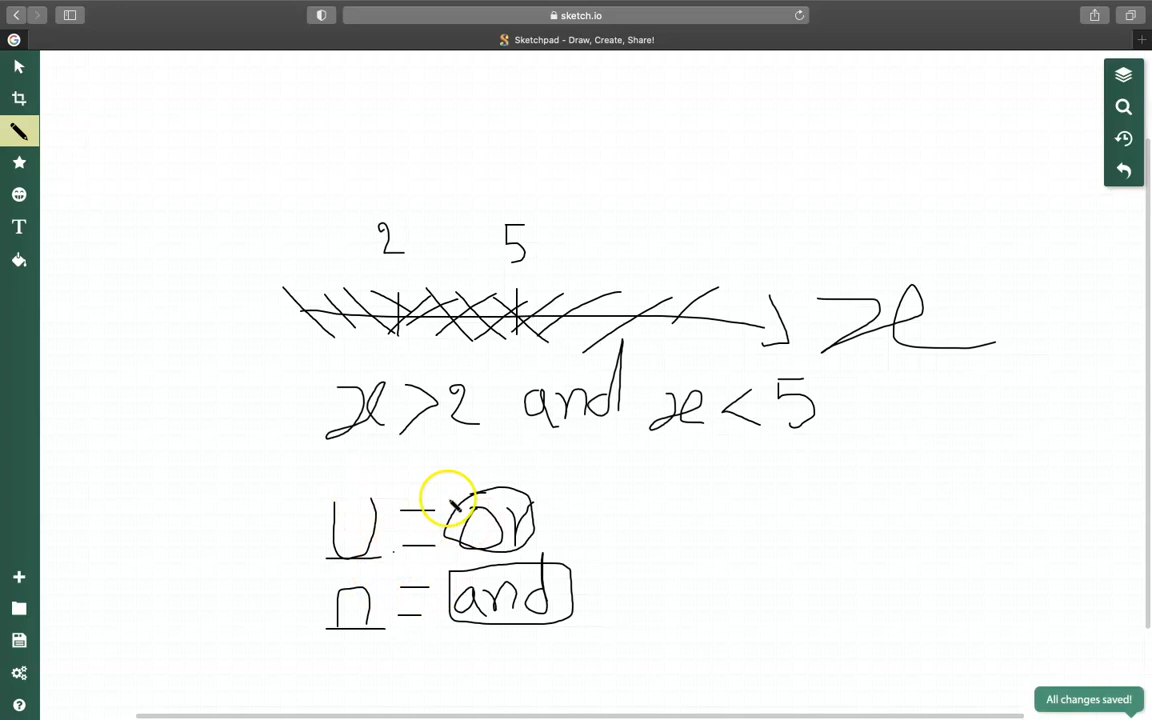 sketch.io
Sketchpad - Draw, Create, Share!
2 5
x
x > 2 and x < 5
U = or
n = and
All changes saved!